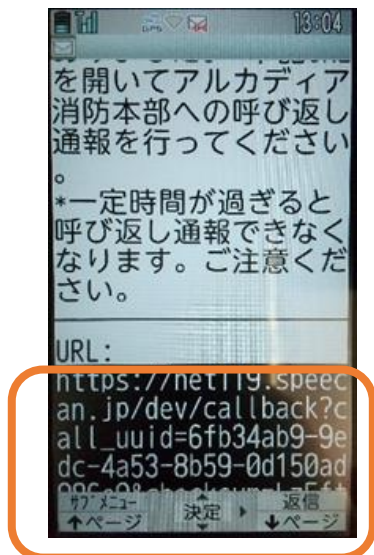 GPS
13:04
を開いてアルカディア
消防本部への呼び返し
通報を行ってください
。
*一定時間が過ぎると
呼び返し通報できなく
なります。ご注意くだ
さい。
URL:
https://net119.speec
an.jp/dev/callback?c
all_uuid=6fb34ab9-9e
dc-4a53-8b59-0d150ad
サブメニュー 決定 返信
↑ページ ↓ページ